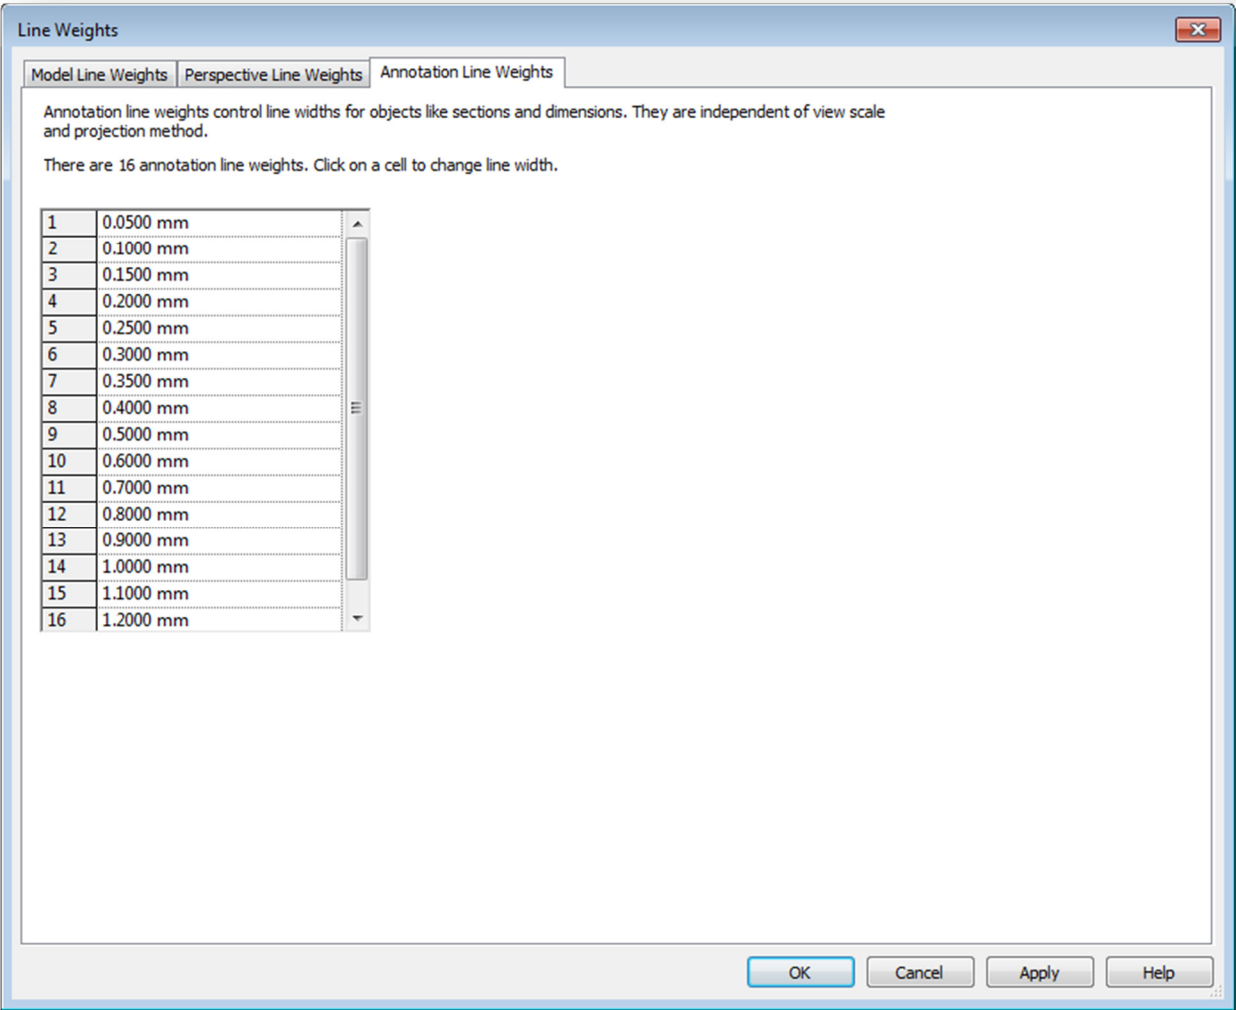 Line Weights
Model Line Weights Perspective Line Weights Annotation Line Weights
Annotation line weights control line widths for objects like sections and dimensions. They are independent of view scale
and projection method.
There are 16 annotation line weights. Click on a cell to change line width.
1 0.0500 mm
2 0.1000 mm
3 0.1500 mm
4 0.2000 mm
5 0.2500 mm
6 0.3000 mm
7 0.3500 mm
8 0.4000 mm
9 0.5000 mm
10 0.6000 mm
11 0.7000 mm
12 0.8000 mm
13 0.9000 mm
14 1.0000 mm
15 1.1000 mm
16 1.2000 mm
OK Cancel Apply Help